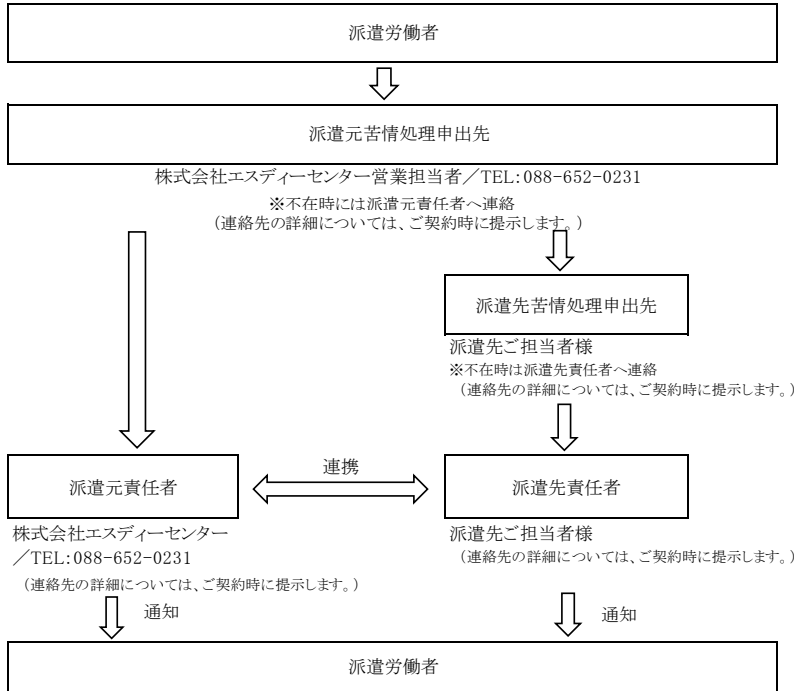 派遣労働者
派遣元苦情処理申出先
株式会社エスディーセンター営業担当者／TEL:088-652-0231
※不在時には派遣元責任者へ連絡
（連絡先の詳細については、ご契約時に提示します。）
派遣先苦情処理申出先
派遣先ご担当者様
※不在時は派遣先責任者へ連絡
（連絡先の詳細については、ご契約時に提示します。）
連携
派遣元責任者
派遣先責任者
株式会社エスディーセンター
／TEL:088-652-0231
（連絡先の詳細については、ご契約時に提示します。）
派遣先ご担当者様
（連絡先の詳細については、ご契約時に提示します。）
通知
通知
派遣労働者